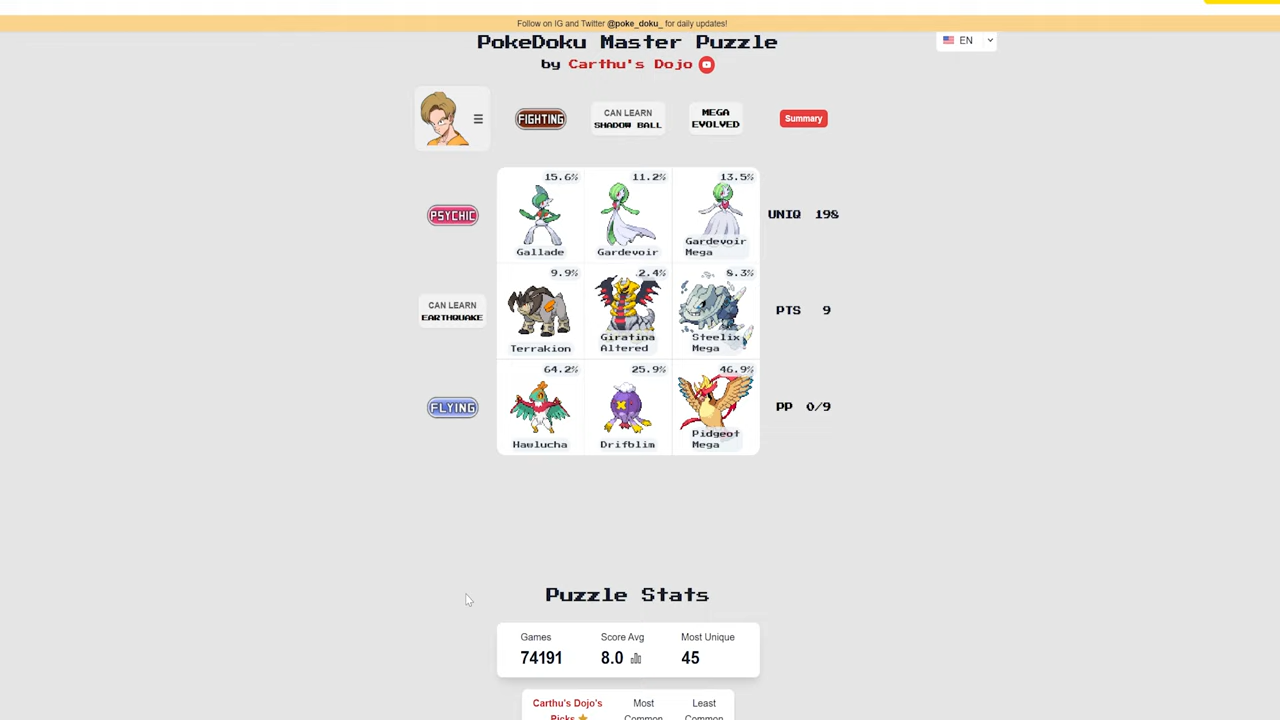 Follow on IG and Twitter @poke_doku_ for daily updates!
PokeDoku Master Puzzle
by Carthu's Dojo
EN
FIGHTING
CAN LEARN
SHADOW BALL
MEGA
EVOLVED
Summary
PSYCHIC
15.6%
Gallade
11.2%
Gardevoir
13.5%
Gardevoir
Mega
UNIQ 198
CAN LEARN
EARTHQUAKE
9.9%
Terrakion
2.4%
Giratina
Altered
8.3%
Steelix
Mega
PTS 9
FLYING
64.2%
Hawlucha
25.9%
Drifblim
46.9%
Pidgeot
Mega
PP 0/9
Puzzle Stats
Games
74191
Score Avg
8.0
Most Unique
45
Carthu's Dojo's
Picks
Most
Common
Least
Common